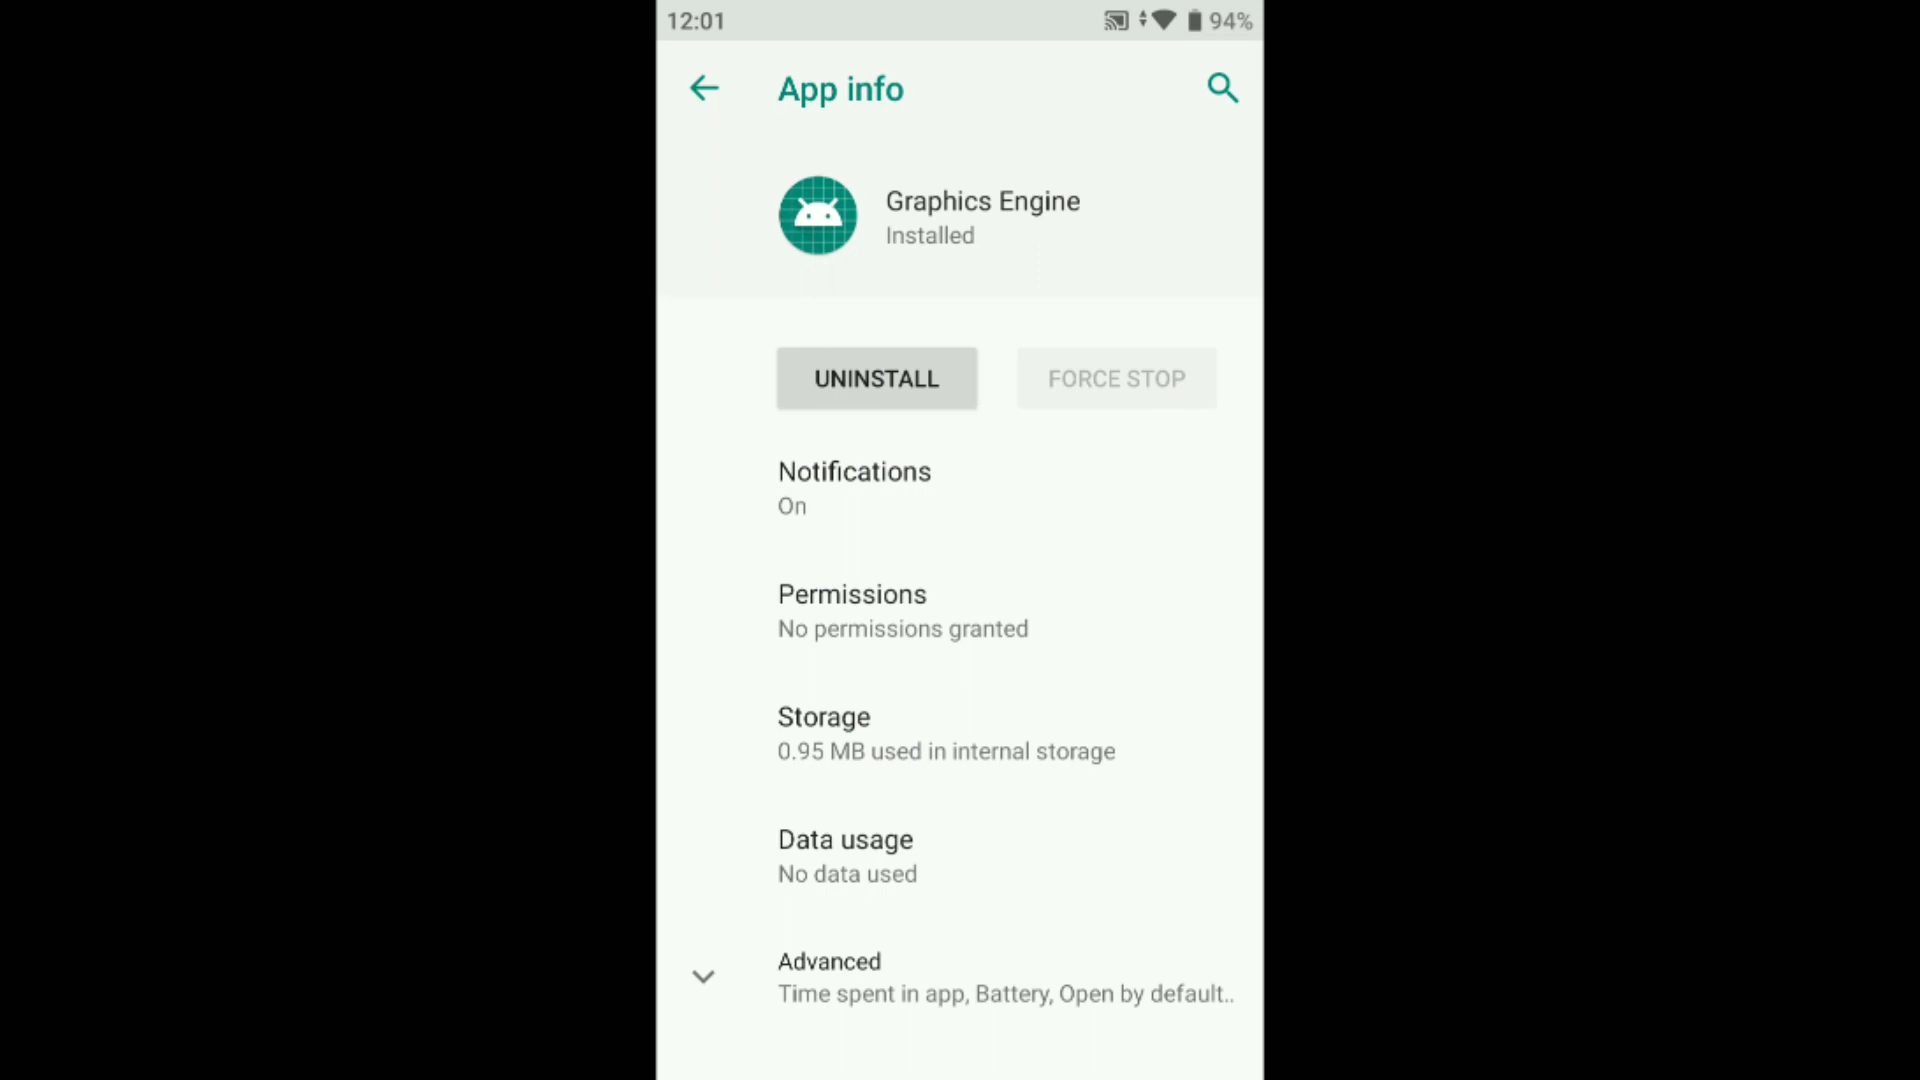 12:01
94%
App info
Graphics Engine
Installed
UNINSTALL
FORCE STOP
Notifications
On
Permissions
No permissions granted
Storage
0.95 MB used in internal storage
Data usage
No data used
Advanced
Time spent in app, Battery, Open by default..